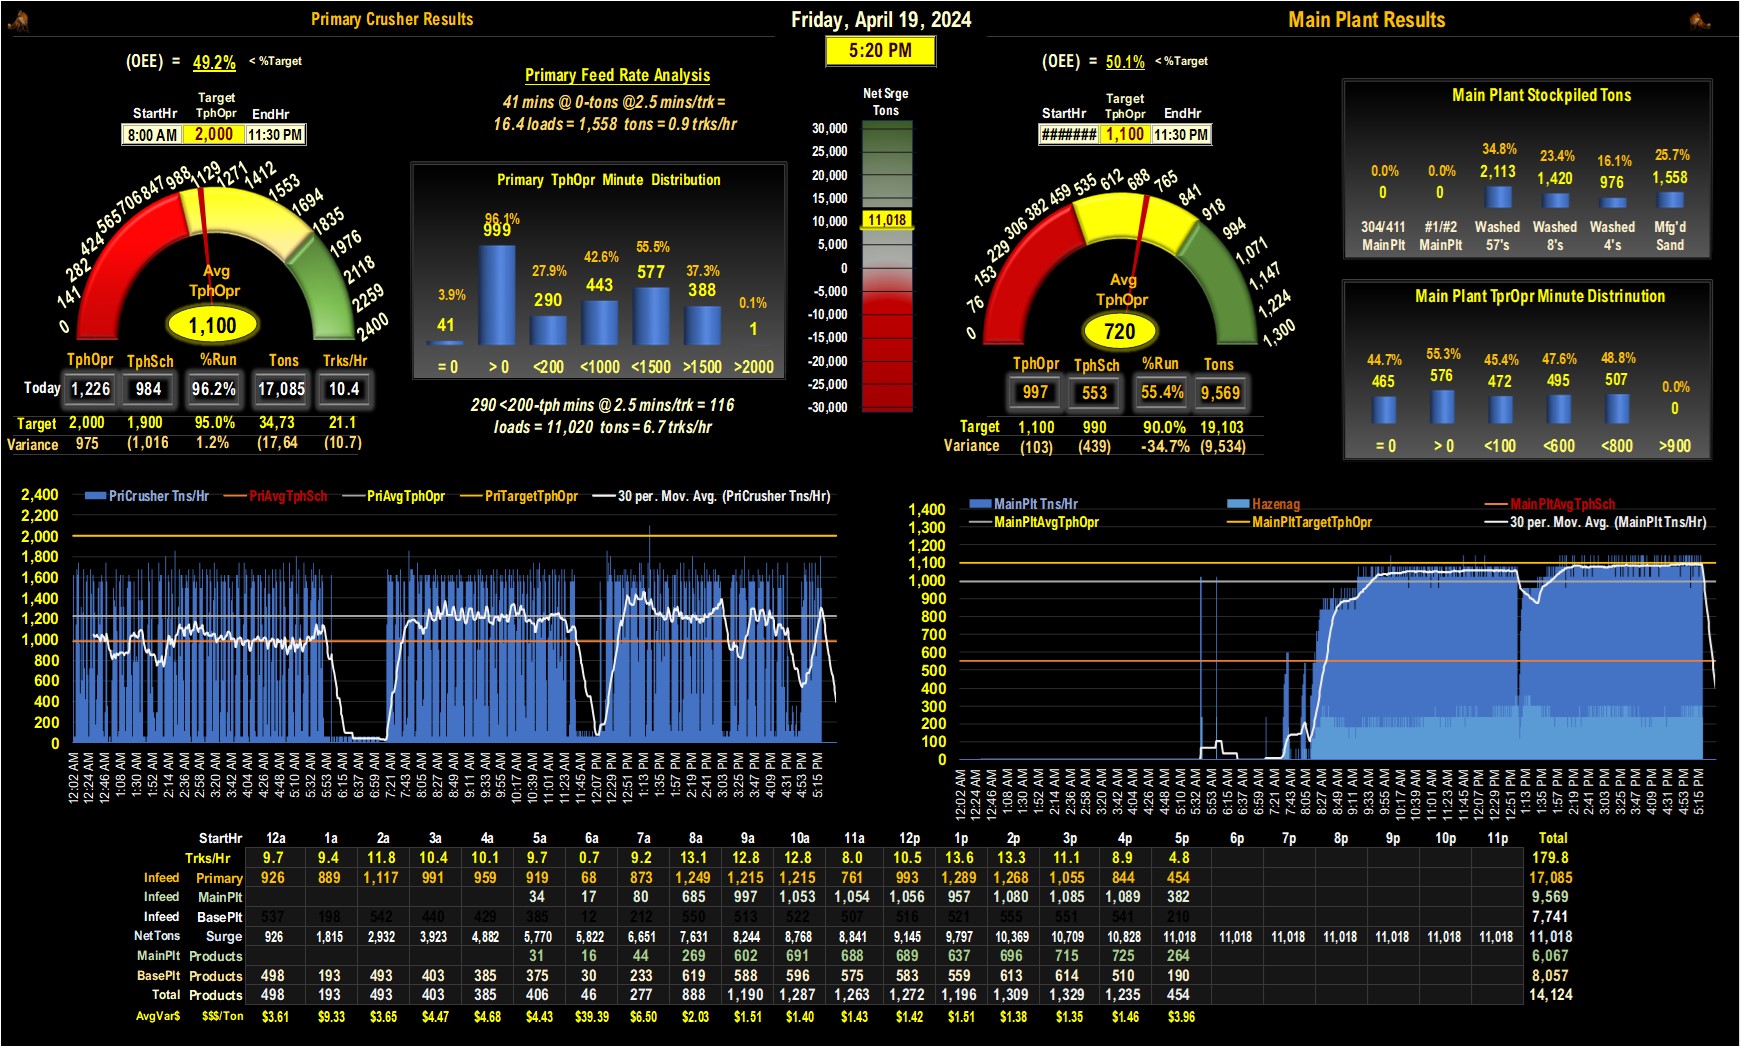 Primary Crusher Results
Friday, April 19, 2024
Main Plant Results
5:20 PM
(OEE) = 49.2% < %Target
Target
StartHr TphOpr EndHr
8:00 AM 2,000 11:30 PM
0 141 282 424 565 706 847 988 1129 1271 1412 1553 1694 1835 1976 2118 2259 2400
Avg
TphOpr
1,100
TphOpr TphSch %Run Tons Trks/Hr
Today 1,226 984 96.2% 17,085 10.4
Target 2,000 1,900 95.0% 34,73 21.1
Variance 975 (1,016 1.2% (17,64 (10.7)
Primary Feed Rate Analysis
41 mins @ 0-tons @2.5 mins/trk =
16.4 loads = 1,558 tons = 0.9 trks/hr
Primary TphOpr Minute Distribution
3.9% 96.1% 27.9% 42.6% 55.5% 37.3% 0.1%
41 999 290 443 577 388 1
= 0 > 0 <200 <1000 <1500 >1500 >2000
290 <200-tph mins @ 2.5 mins/trk = 116
loads = 11,020 tons = 6.7 trks/hr
Net Srge
Tons
30,000
25,000
20,000
15,000
10,000
11,018
5,000
0
-5,000
-10,000
-15,000
-20,000
-25,000
-30,000
(OEE) = 50.1% < %Target
Target
StartHr TphOpr EndHr
####### 1,100 11:30 PM
0 76 153 229 306 382 459 535 612 688 765 841 918 994 1,071 1,147 1,224 1,300
Avg
TphOpr
720
TphOpr TphSch %Run Tons
997 553 55.4% 9,569
Target 1,100 990 90.0% 19,103
Variance (103) (439) -34.7% (9,534)
Main Plant Stockpiled Tons
0.0% 0.0% 34.8% 23.4% 16.1% 25.7%
0 0 2,113 1,420 976 1,558
304/411 #1/#2 Washed Washed Washed Mfg'd
MainPlt MainPlt 57's 8's 4's Sand
Main Plant TprOpr Minute Distrinution
44.7% 55.3% 45.4% 47.6% 48.8% 0.0%
465 576 472 495 507 0
= 0 > 0 <100 <600 <800 >900
PriCrusher Tns/Hr PriAvgTphSch PriAvgTphOpr PriTargetTphOpr 30 per. Mov. Avg. (PriCrusher Tns/Hr)
2,400
2,200
2,000
1,800
1,600
1,400
1,200
1,000
800
600
400
200
0
12:02 AM 12:24 AM 12:46 AM 1:08 AM 1:30 AM 1:52 AM 2:14 AM 2:36 AM 2:58 AM 3:20 AM 3:42 AM 4:04 AM 4:26 AM 4:48 AM 5:10 AM 5:32 AM 5:53 AM 6:15 AM 6:37 AM 6:59 AM 7:21 AM 7:43 AM 8:05 AM 8:27 AM 8:49 AM 9:11 AM 9:33 AM 9:55 AM 10:17 AM 10:39 AM 11:01 AM 11:23 AM 11:45 AM 12:07 PM 12:29 PM 12:51 PM 1:13 PM 1:35 PM 1:57 PM 2:19 PM 2:41 PM 3:03 PM 3:25 PM 3:47 PM 4:09 PM 4:31 PM 4:53 PM 5:15 PM
MainPlt Tns/Hr Hazenag MainPltAvgTphSch
MainPltAvgTphOpr MainPltTargetTphOpr 30 per. Mov. Avg. (MainPlt Tns/Hr)
1,400
1,300
1,200
1,100
1,000
900
800
700
600
500
400
300
200
100
0
12:02 AM 12:24 AM 12:46 AM 1:08 AM 1:30 AM 1:52 AM 2:14 AM 2:36 AM 2:58 AM 3:20 AM 3:42 AM 4:04 AM 4:26 AM 4:48 AM 5:10 AM 5:32 AM 5:53 AM 6:15 AM 6:37 AM 6:59 AM 7:21 AM 7:43 AM 8:05 AM 8:27 AM 8:49 AM 9:11 AM 9:33 AM 9:55 AM 10:17 AM 10:39 AM 11:01 AM 11:23 AM 11:45 AM 12:07 PM 12:29 PM 12:51 PM 1:13 PM 1:35 PM 1:57 PM 2:19 PM 2:41 PM 3:03 PM 3:25 PM 3:47 PM 4:09 PM 4:31 PM 4:53 PM 5:15 PM
StartHr 12a 1a 2a 3a 4a 5a 6a 7a 8a 9a 10a 11a 12p 1p 2p 3p 4p 5p 6p 7p 8p 9p 10p 11p Total
Trks/Hr 9.7 9.4 11.8 10.4 10.1 9.7 0.7 9.2 13.1 12.8 12.8 8.0 10.5 13.6 13.3 11.1 8.9 4.8 179.8
Infeed Primary 926 889 1,117 991 959 919 68 873 1,249 1,215 1,215 761 993 1,289 1,268 1,055 844 454 17,085
Infeed MainPlt 34 17 80 685 997 1,053 1,054 1,056 957 1,080 1,085 1,089 382 9,569
Infeed BasePlt 537 198 542 440 429 385 12 212 550 513 522 507 516 521 555 551 541 210 7,741
NetTons Surge 926 1,815 2,932 3,923 4,882 5,770 5,822 6,651 7,631 8,244 8,768 8,841 9,145 9,797 10,369 10,709 10,828 11,018 11,018 11,018 11,018 11,018 11,018 11,018 11,018
MainPlt Products 31 16 44 269 602 691 688 689 637 696 715 725 264 6,067
BasePlt Products 498 193 493 403 385 375 30 233 619 588 596 575 583 559 613 614 510 190 8,057
Total Products 498 193 493 403 385 406 46 277 888 1,190 1,287 1,263 1,272 1,196 1,309 1,329 1,235 454 14,124
AvgVar$ $$$/Ton $3.61 $9.33 $3.65 $4.47 $4.68 $4.43 $39.39 $6.50 $2.03 $1.51 $1.40 $1.43 $1.42 $1.51 $1.38 $1.35 $1.46 $3.96